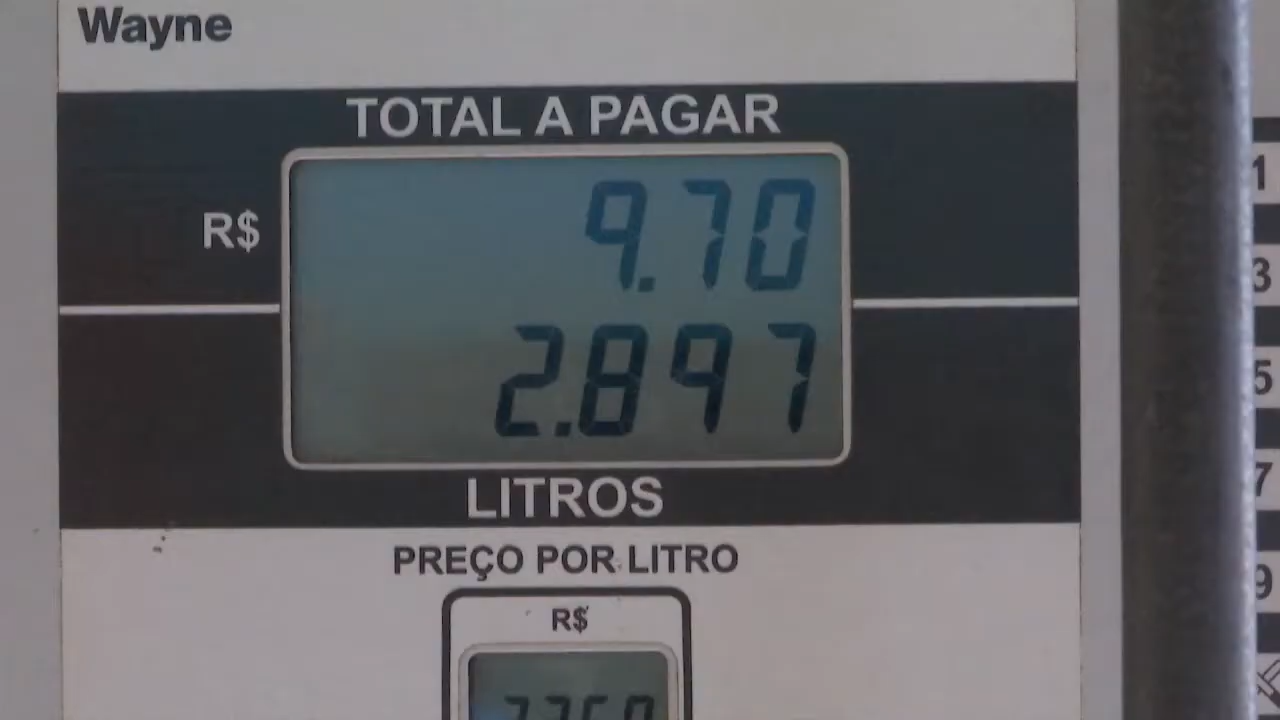 Wayne
TOTAL A PAGAR
R$
9.70
2.897
LITROS
PREÇO POR LITRO
R$
1
3
5
7
9